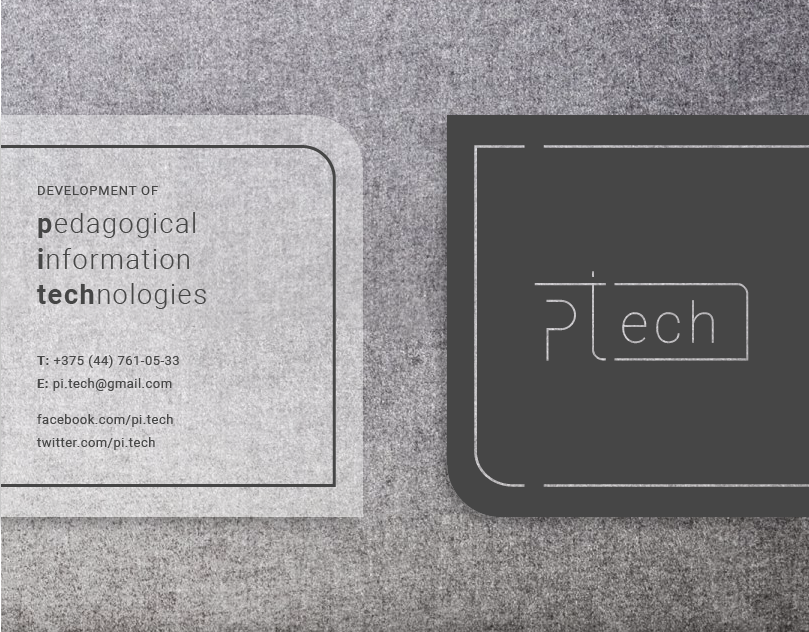 DEVELOPMENT OF
pedagogical
information
technologies
T: +375 (44) 761-05-33
E: pi.tech@gmail.com
facebook.com/pi.tech
twitter.com/pi.tech
Pitech